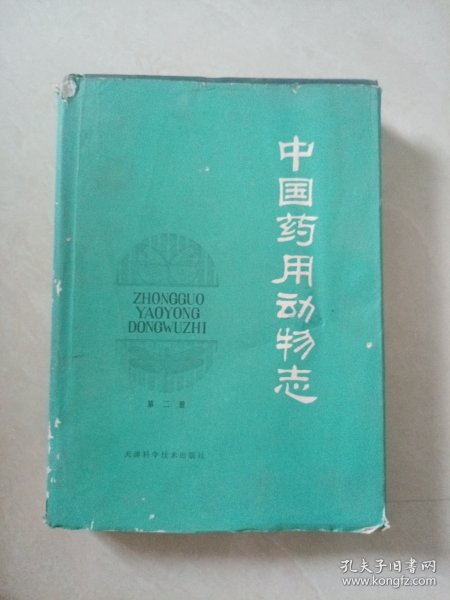 中国药用动物志
ZHONGGUO
YAOYONG
DONGWUZHI
第二册
天津科学技术出版社
孔夫子旧书网
www.kongfz.com